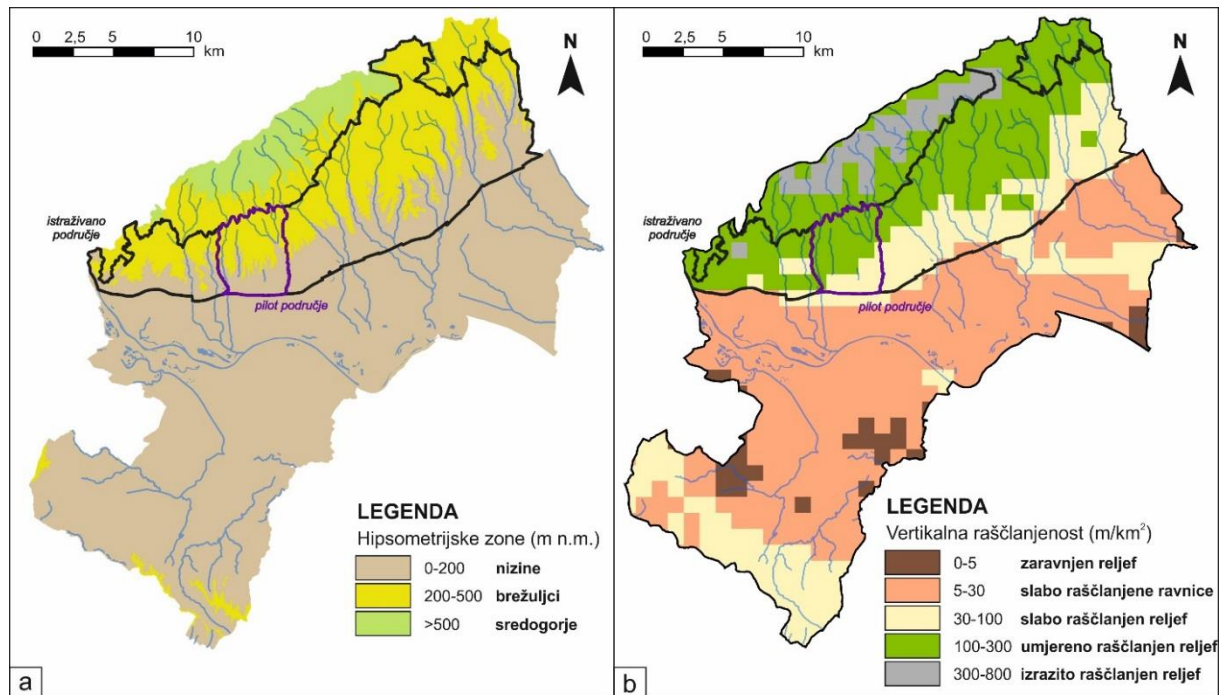 0 2,5 5 10
km
N
istraživano
područje
pilot područje
LEGENDA
Hipsometrijske zone (m n.m.)
0-200 nizine
200-500 brežuljci
>500 sredogorje
a
0 2,5 5 10
km
N
istraživano
područje
pilot područje
LEGENDA
Vertikalna raščlanjenost (m/km²)
0-5 zaravnjen reljef
5-30 slabo raščlanjene ravnice
30-100 slabo raščlanjen reljef
100-300 umjereno raščlanjen reljef
300-800 izrazito raščlanjen reljef
b